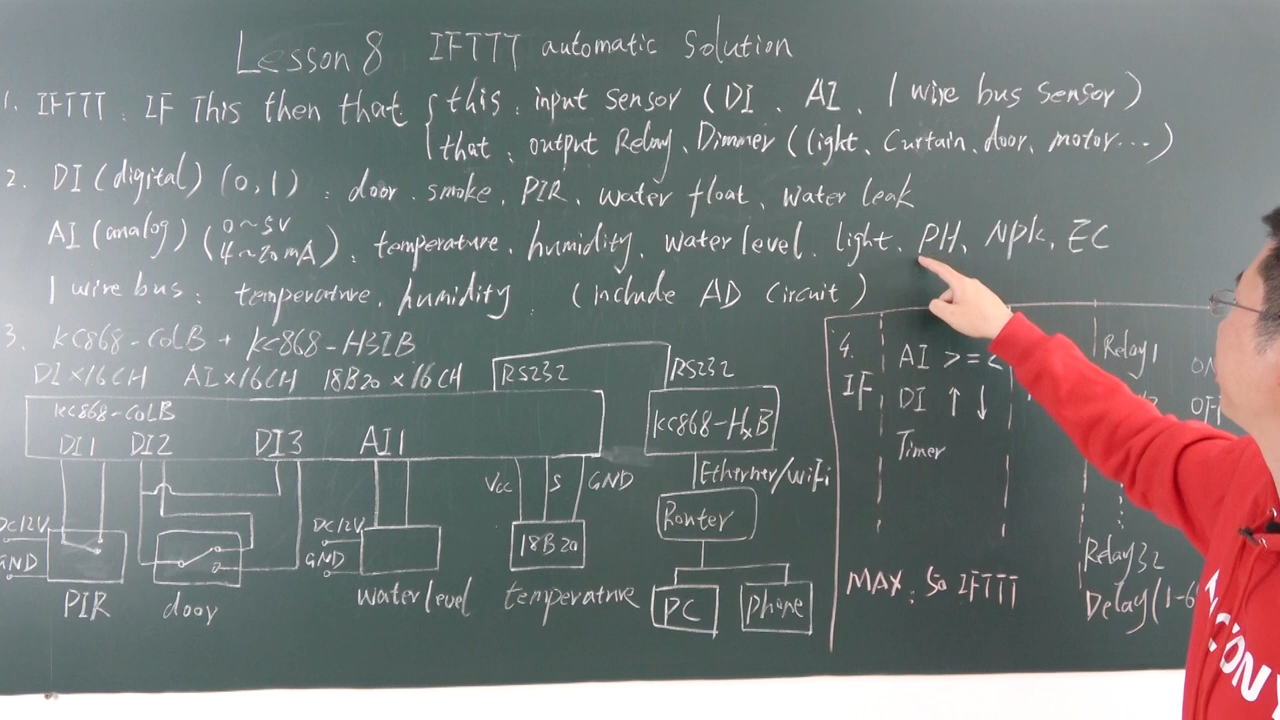 Lesson 8 IFTTT automatic Solution
1. IFTTT : IF This then that { this : input sensor (DI、AI、1 wire bus sensor)
that : output Relay、Dimmer (light、Curtain、door、motor...)
2. DI (digital) (0,1) : door、smoke、PIR、water float、water leak
AI (analog) (0~5V 4~20mA) : temperature、humidity、water level、light、PH、Npk、EC
1 wire bus : temperature、humidity (include AD Circuit)
3. KC868-COLB + KC868-H32B
DI×16CH AI×16CH 18B20×16CH
RS232 RS232
KC868-COLB
DI1 DI2 DI3 AI1
KC868-HxB
Vcc S GND
Ethernet/WiFi
Router
DC12V
GND
DC12V
GND
18B20
PIR door water level temperature
PC phone
4.
IF
AI > = <
DI ↑ ↓
Timer
MAX : 50 IFTTT
Relay1 ON
OFF
Relay32
Delay (1-6